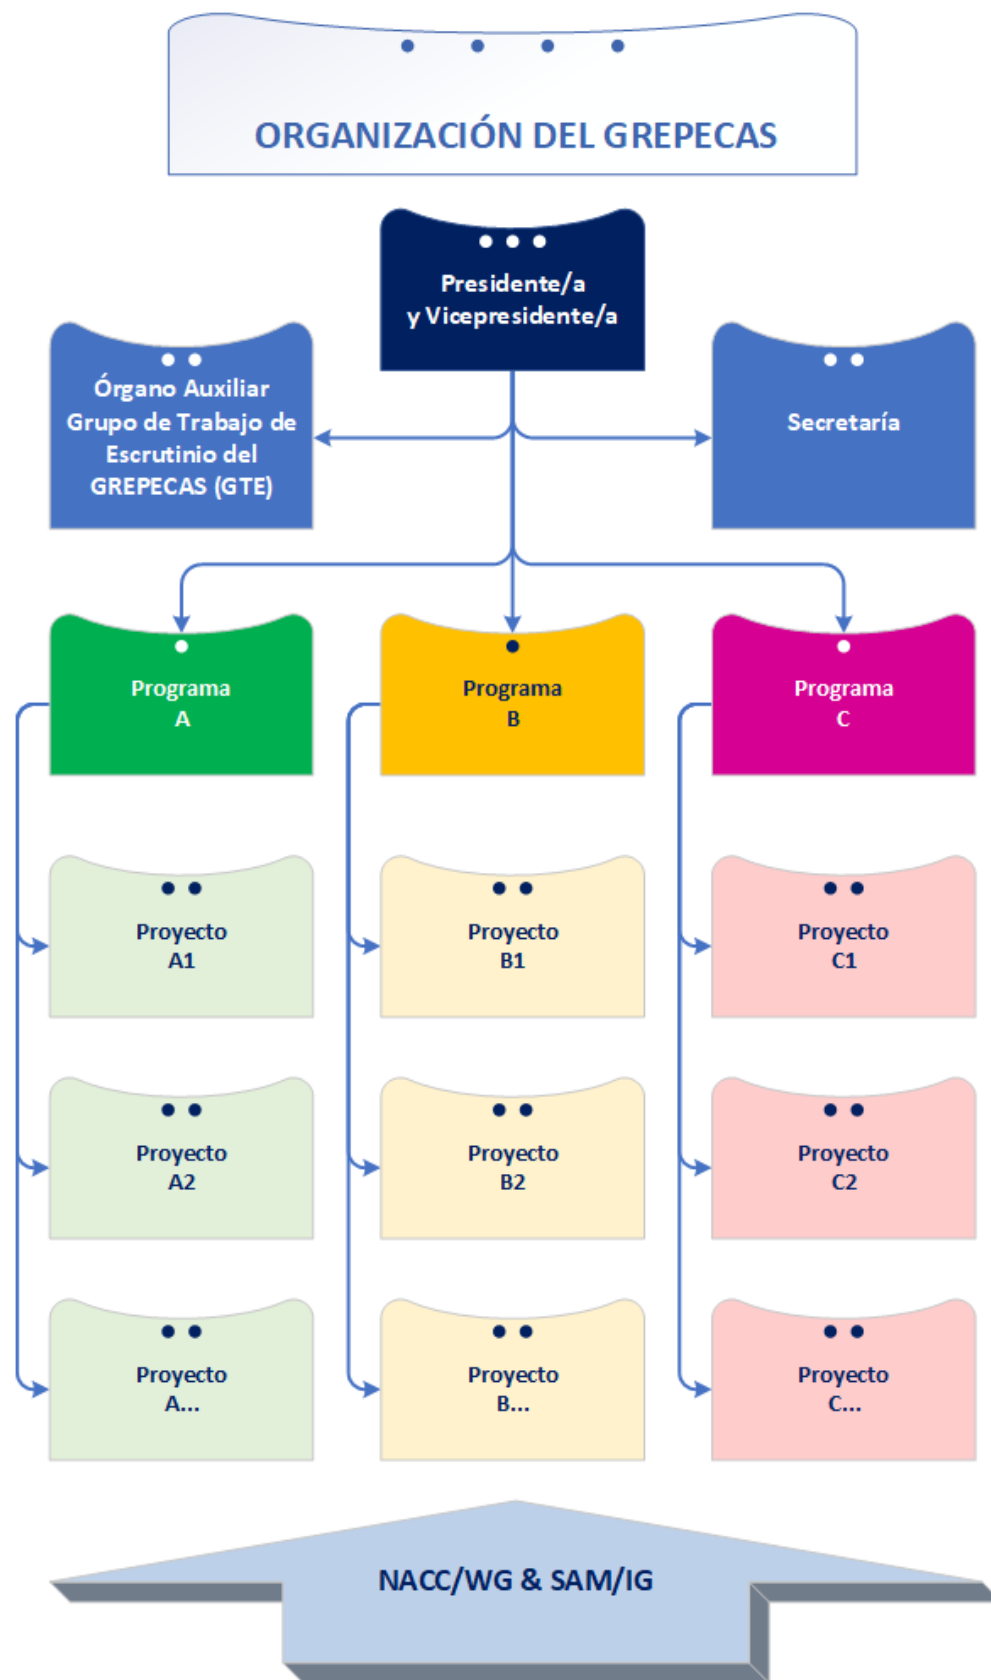 ORGANIZACIÓN DEL GREPECAS
Presidente/a
y Vicepresidente/a
Órgano Auxiliar
Grupo de Trabajo de
Escrutinio del
GREPECAS (GTE)
Secretaría
Programa
A
Programa
B
Programa
C
Proyecto
A1
Proyecto
B1
Proyecto
C1
Proyecto
A2
Proyecto
B2
Proyecto
C2
Proyecto
A...
Proyecto
B...
Proyecto
C...
NACC/WG & SAM/IG